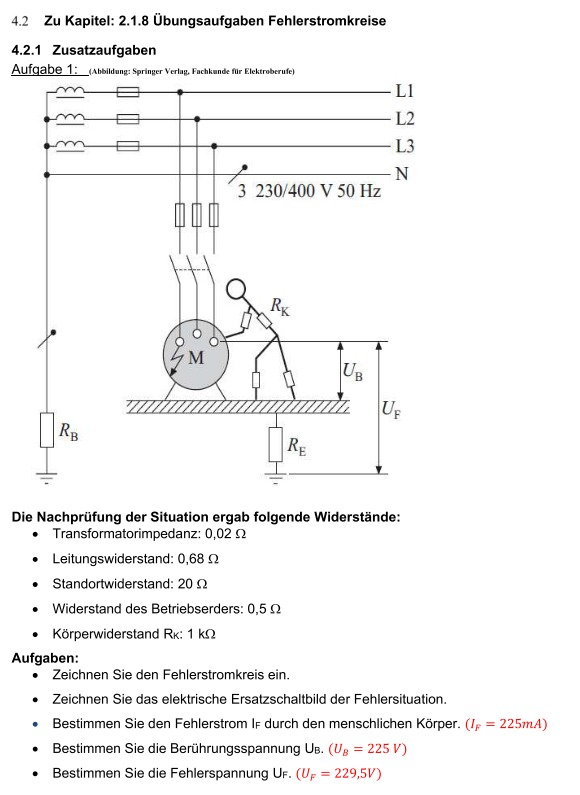 4.2 Zu Kapitel: 2.1.8 Übungsaufgaben Fehlerstromkreise
4.2.1 Zusatzaufgaben
Aufgabe 1: (Abbildung: Springer Verlag, Fachkunde für Elektroberufe)
L1
L2
L3
N
3 230/400 V 50 Hz
RK
M
UB
UF
RB
RE
Die Nachprüfung der Situation ergab folgende Widerstände:
• Transformatorimpedanz: 0,02 Ω
• Leitungswiderstand: 0,68 Ω
• Standortwiderstand: 20 Ω
• Widerstand des Betriebserders: 0,5 Ω
• Körperwiderstand RK: 1 kΩ
Aufgaben:
• Zeichnen Sie den Fehlerstromkreis ein.
• Zeichnen Sie das elektrische Ersatzschaltbild der Fehlersituation.
• Bestimmen Sie den Fehlerstrom IF durch den menschlichen Körper. (IF = 225mA)
• Bestimmen Sie die Berührungsspannung UB. (UB = 225 V)
• Bestimmen Sie die Fehlerspannung UF. (UF = 229,5V)